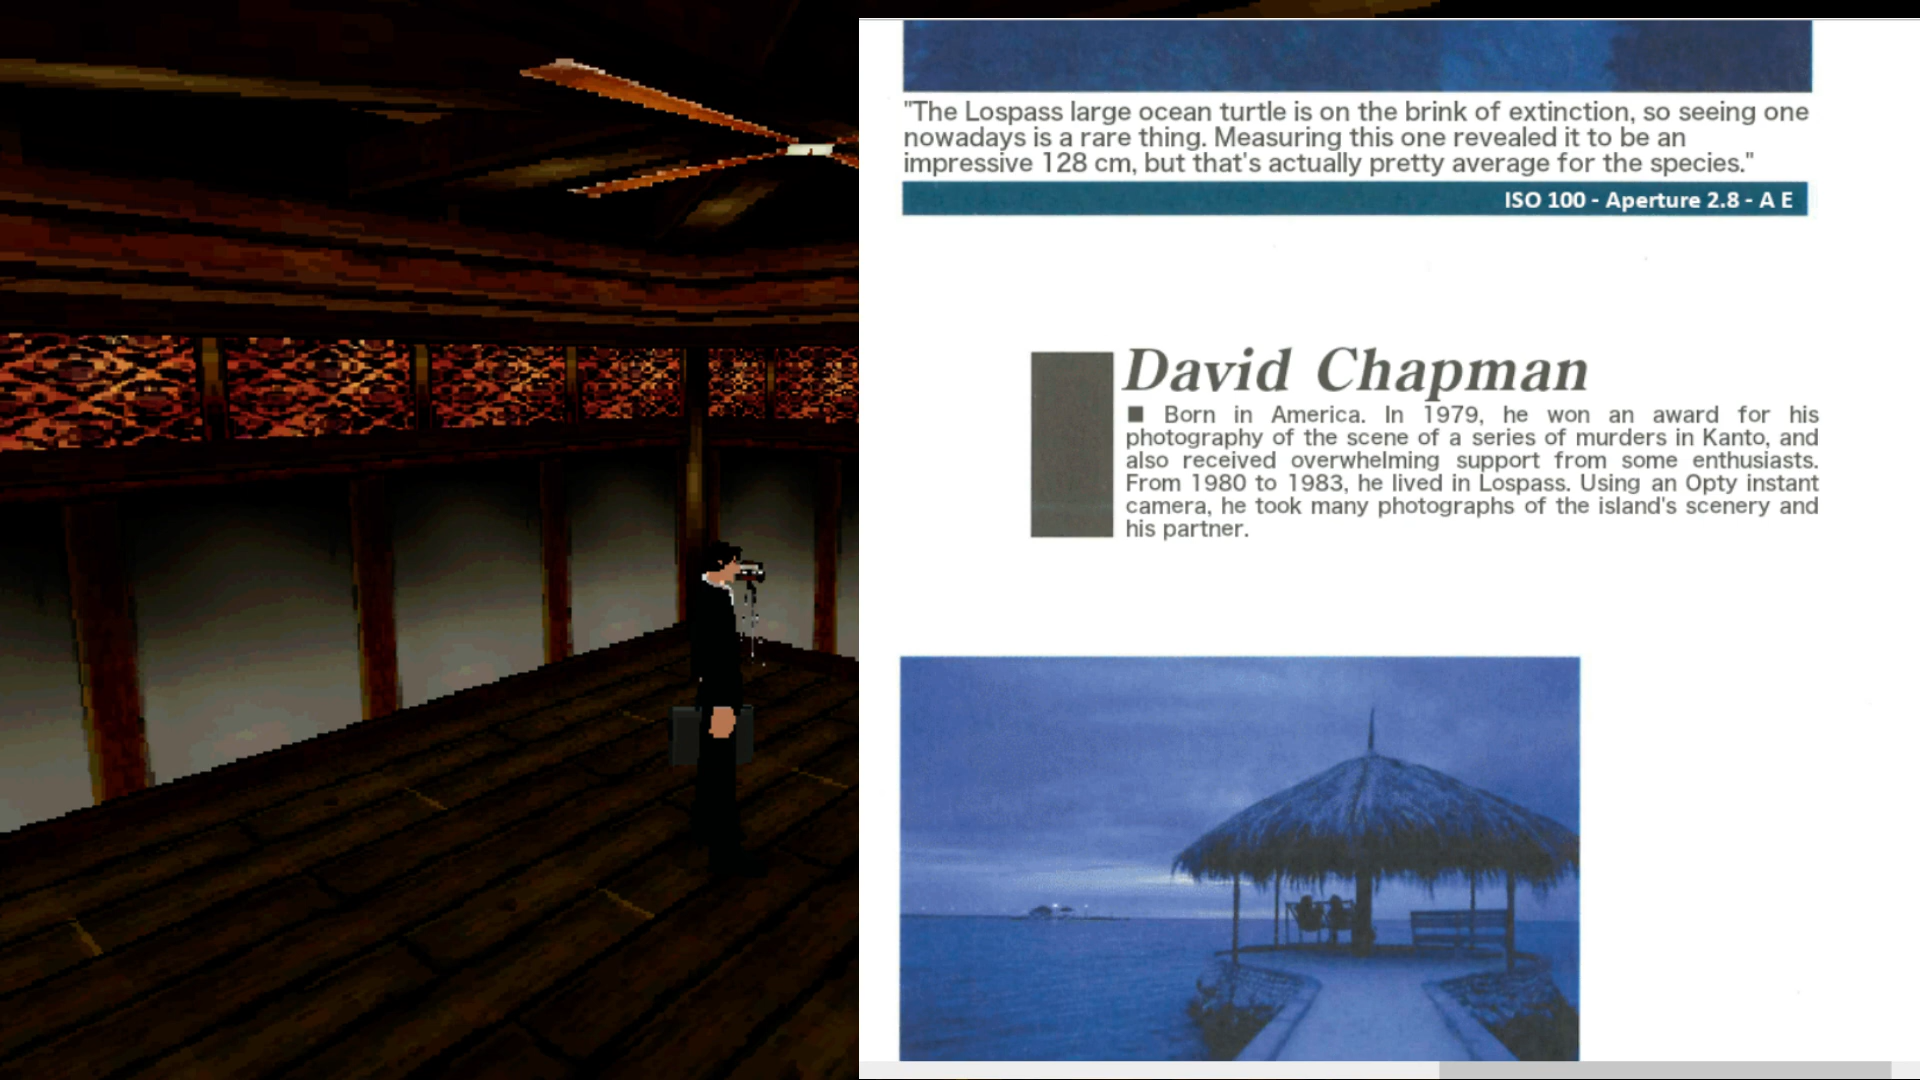 "The Lospass large ocean turtle is on the brink of extinction, so seeing one
nowadays is a rare thing. Measuring this one revealed it to be an
impressive 128 cm, but that's actually pretty average for the species."
ISO 100 - Aperture 2.8 - A E
David Chapman
■ Born in America. In 1979, he won an award for his
photography of the scene of a series of murders in Kanto, and
also received overwhelming support from some enthusiasts.
From 1980 to 1983, he lived in Lospass. Using an Opty instant
camera, he took many photographs of the island's scenery and
his partner.